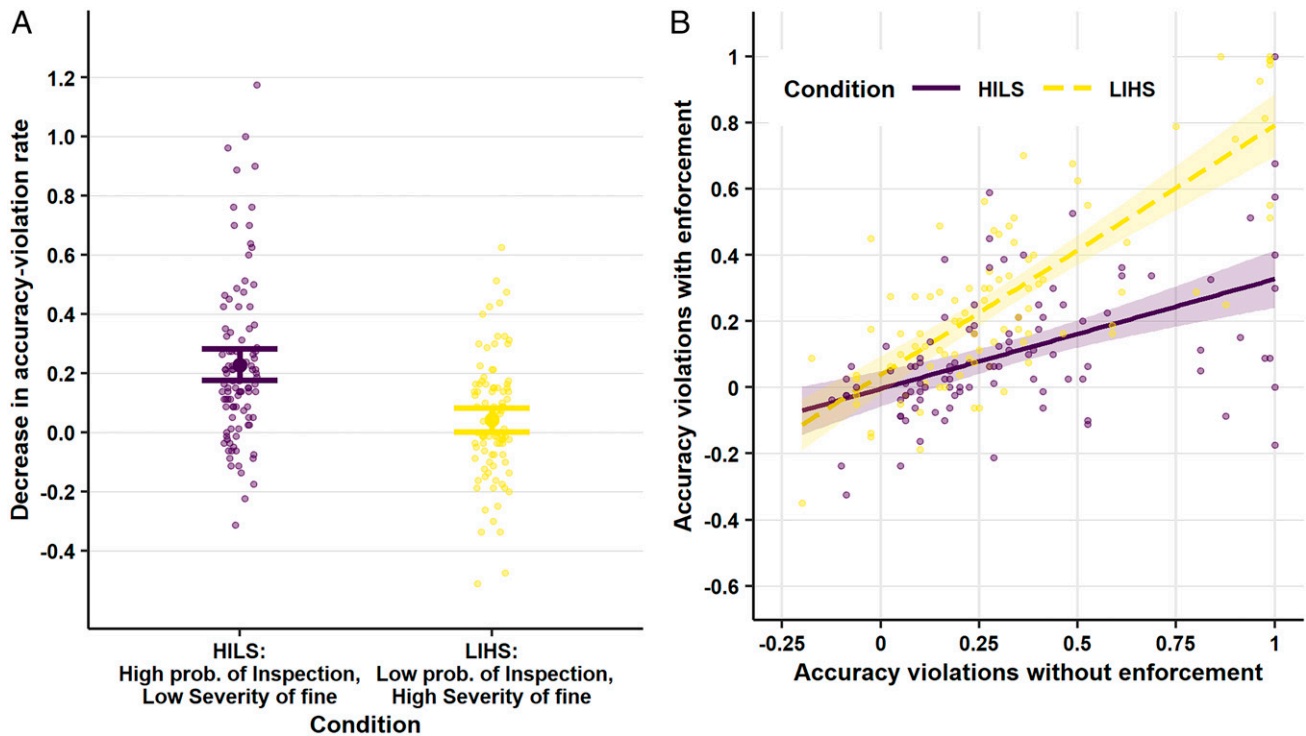 A
Decrease in accuracy-violation rate
1.2
1.0
0.8
0.6
0.4
0.2
0.0
-0.2
-0.4
HILS:
High prob. of Inspection,
Low Severity of fine
LIHS:
Low prob. of Inspection,
High Severity of fine
Condition
B
Accuracy violations with enforcement
Condition HILS LIHS
1
0.8
0.6
0.4
0.2
0
-0.2
-0.4
-0.6
-0.25 0 0.25 0.5 0.75 1
Accuracy violations without enforcement